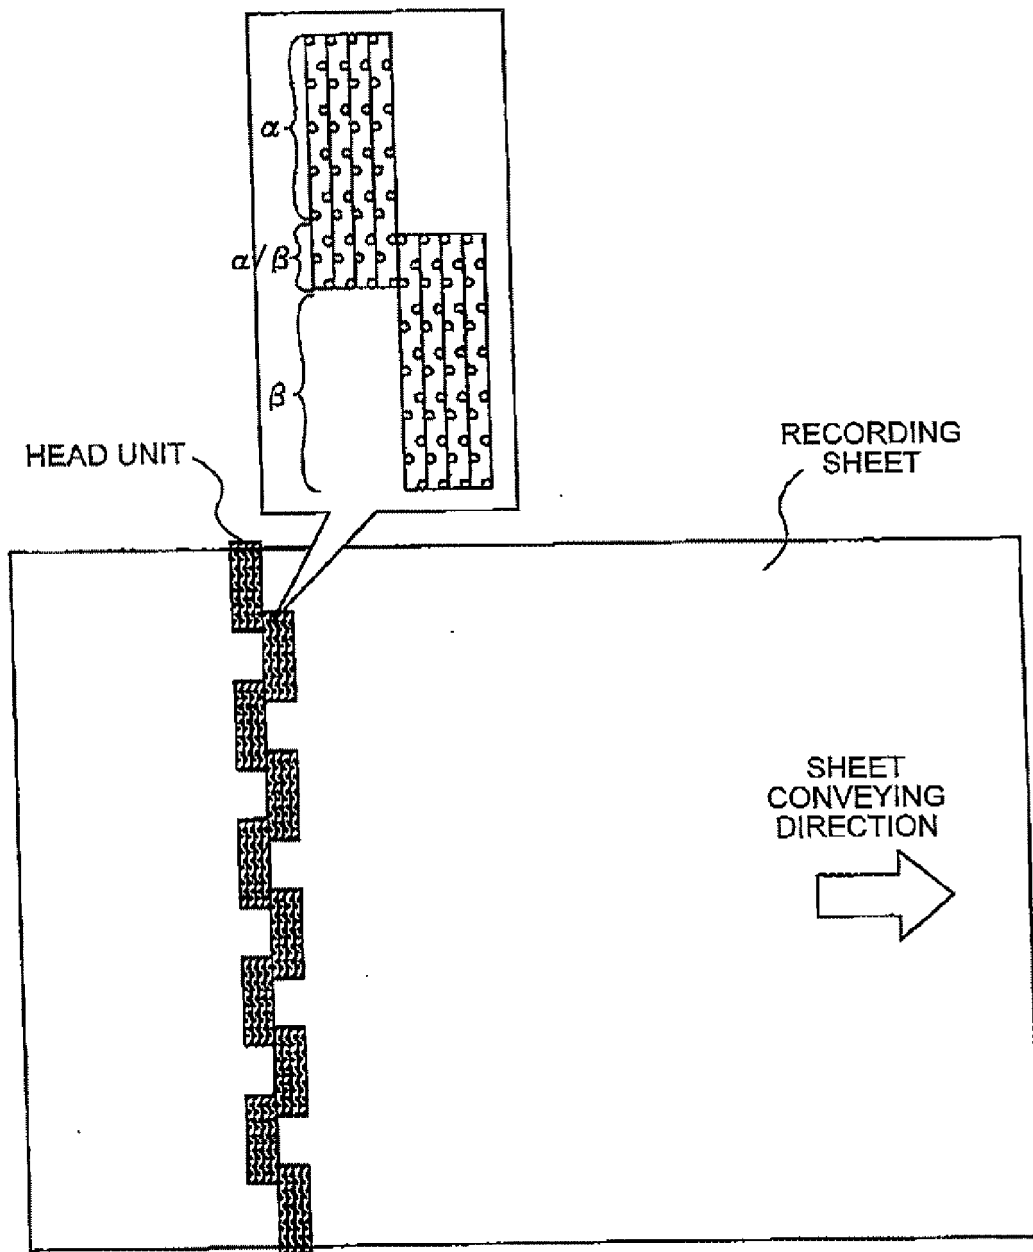 α
α/β
β
HEAD UNIT
RECORDING
SHEET
SHEET
CONVEYING
DIRECTION